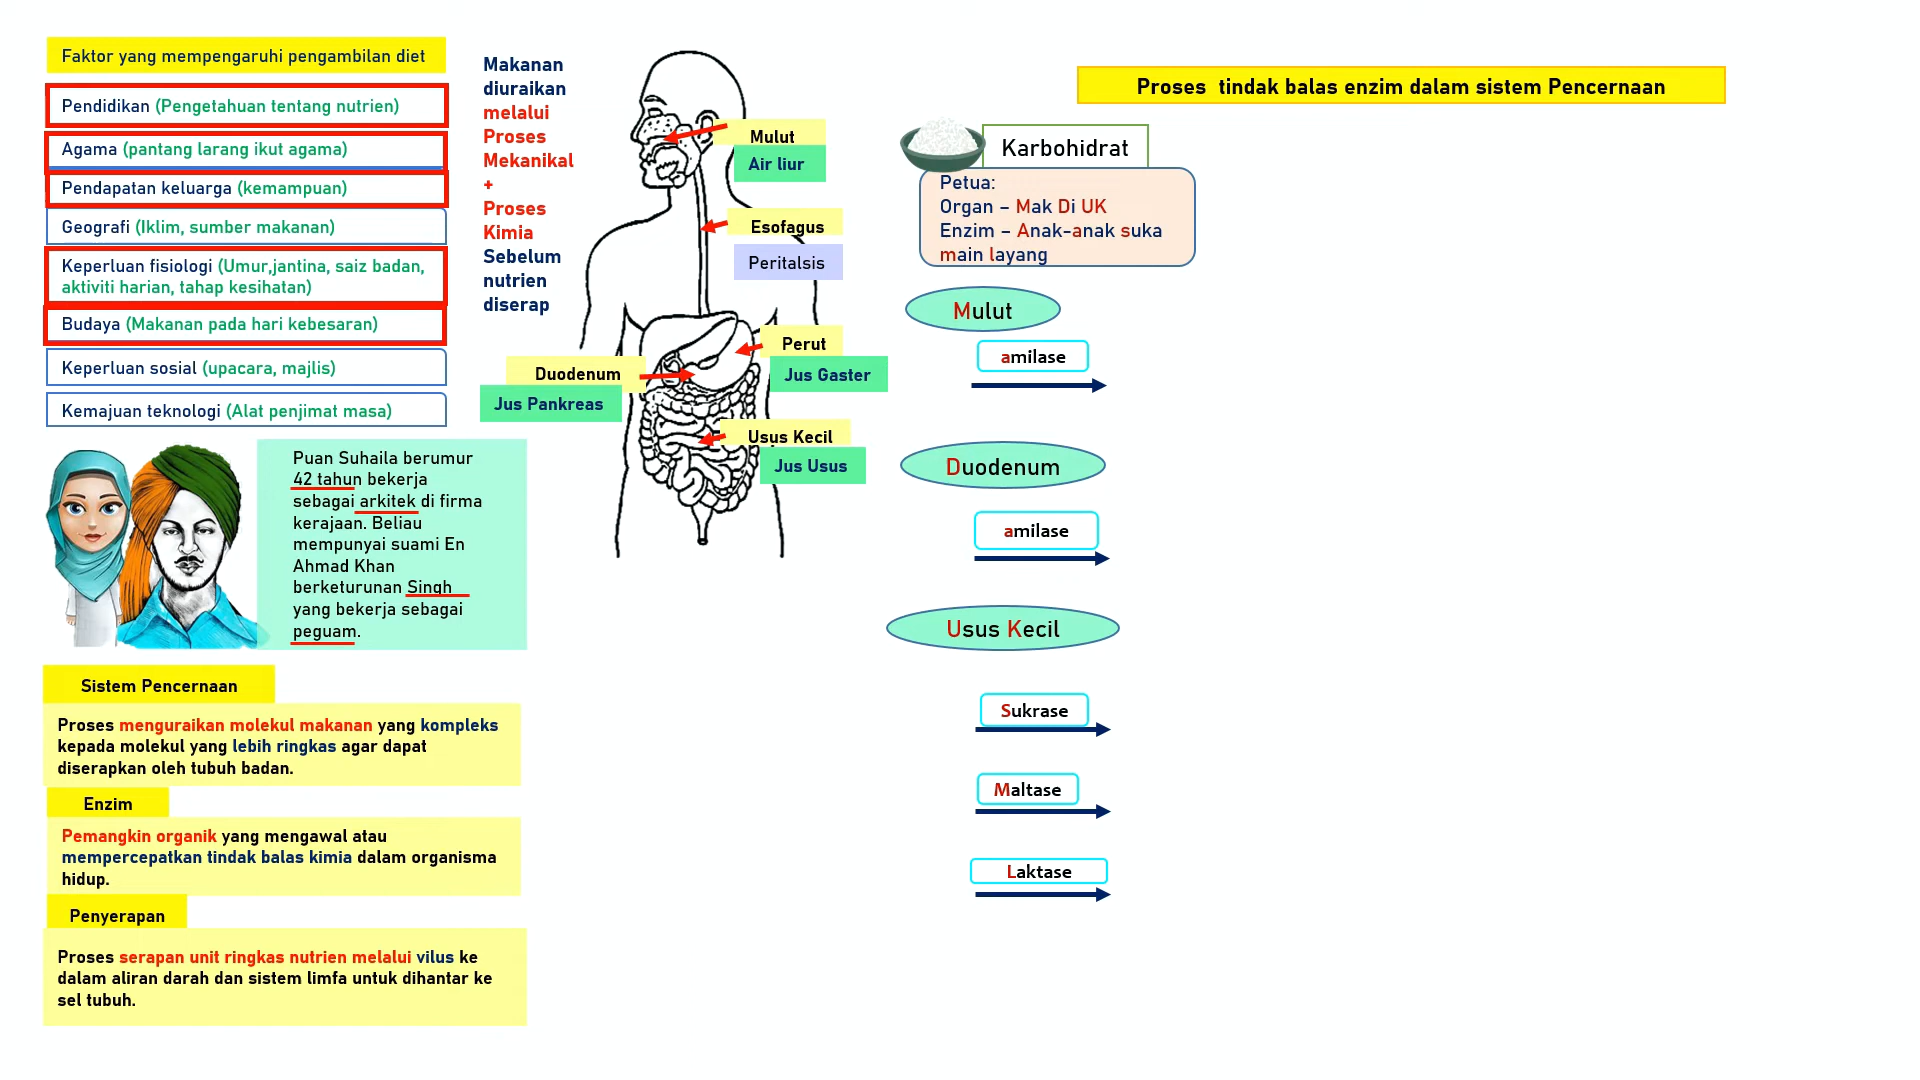 Faktor yang mempengaruhi pengambilan diet
Pendidikan (Pengetahuan tentang nutrien)
Agama (pantang larang ikut agama)
Pendapatan keluarga (kemampuan)
Geografi (Iklim, sumber makanan)
Keperluan fisiologi (Umur,jantina, saiz badan,
aktiviti harian, tahap kesihatan)
Budaya (Makanan pada hari kebesaran)
Keperluan sosial (upacara, majlis)
Kemajuan teknologi (Alat penjimat masa)
Puan Suhaila berumur
42 tahun bekerja
sebagai arkitek di firma
kerajaan. Beliau
mempunyai suami En
Ahmad Khan
berketurunan Singh
yang bekerja sebagai
peguam.
Sistem Pencernaan
Proses menguraikan molekul makanan yang kompleks
kepada molekul yang lebih ringkas agar dapat
diserapkan oleh tubuh badan.
Enzim
Pemangkin organik yang mengawal atau
mempercepatkan tindak balas kimia dalam organisma
hidup.
Penyerapan
Proses serapan unit ringkas nutrien melalui vilus ke
dalam aliran darah dan sistem limfa untuk dihantar ke
sel tubuh.
Makanan
diuraikan
melalui
Proses
Mekanikal
+
Proses
Kimia
Sebelum
nutrien
diserap
Mulut
Air liur
Esofagus
Peritalsis
Perut
Jus Gaster
Duodenum
Jus Pankreas
Usus Kecil
Jus Usus
Proses tindak balas enzim dalam sistem Pencernaan
Karbohidrat
Petua:
Organ – Mak Di UK
Enzim – Anak-anak suka
main layang
Mulut
amilase
Duodenum
amilase
Usus Kecil
Sukrase
Maltase
Laktase